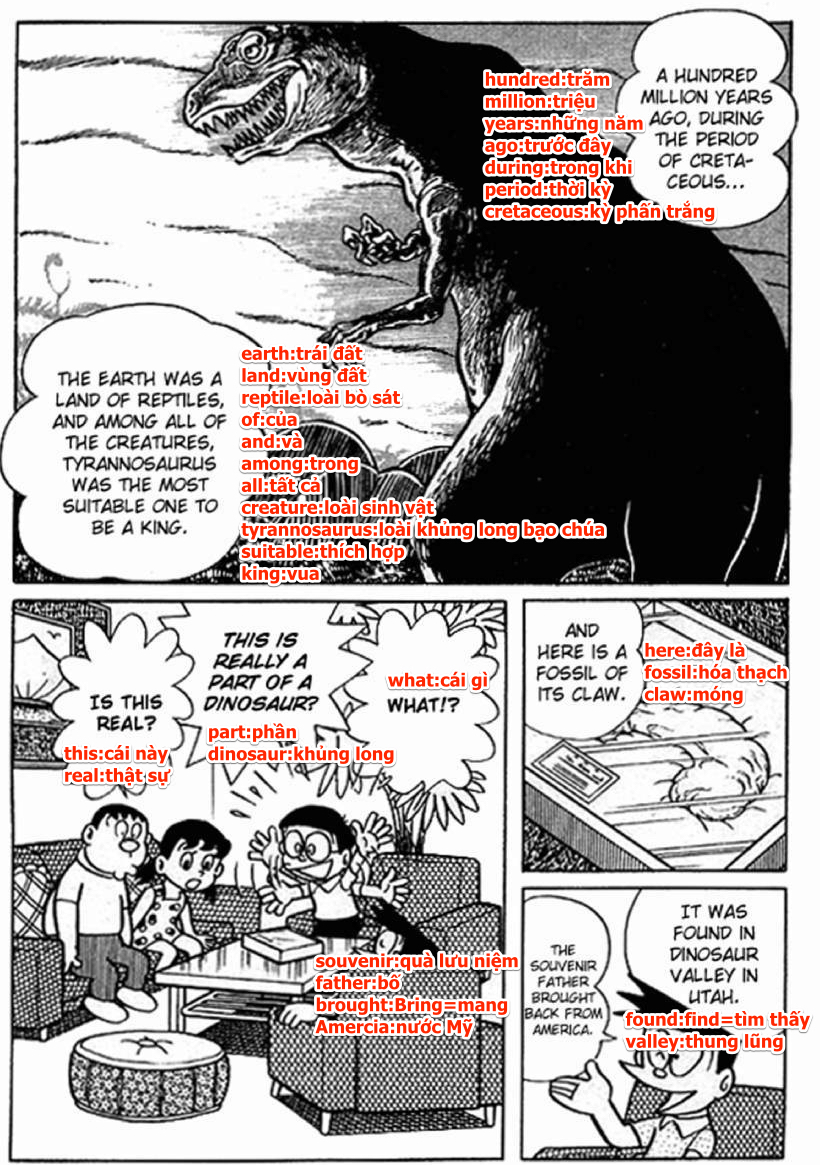 A HUNDRED
MILLION YEARS
AGO, DURING
THE PERIOD
OF CRETA-
CEOUS...
hundred:trăm
million:triệu
years:những năm
ago:trước đây
during:trong khi
period:thời kỳ
cretaceous:kỳ phấn trắng
THE EARTH WAS A
LAND OF REPTILES,
AND AMONG ALL OF
THE CREATURES,
TYRANNOSAURUS
WAS THE MOST
SUITABLE ONE TO
BE A KING.
earth:trái đất
land:vùng đất
reptile:loài bò sát
of:của
and:và
among:trong
all:tất cả
creature:loài sinh vật
tyrannosaurus:loài khủng long bạo chúa
suitable:thích hợp
king:vua
IS THIS
REAL?
this:cái này
real:thật sự
THIS IS
REALLY A
PART OF A
DINOSAUR?
part:phần
dinosaur:khủng long
what:cái gì
WHAT!?
souvenir:quà lưu niệm
father:bố
brought:Bring=mang
Amercia:nước Mỹ
AND
HERE IS A
FOSSIL OF
ITS CLAW.
here:đây là
fossil:hóa thạch
claw:móng
THE
SOUVENIR
FATHER
BROUGHT
BACK FROM
AMERICA.
IT WAS
FOUND IN
DINOSAUR
VALLEY IN
UTAH.
found:find=tìm thấy
valley:thung lũng